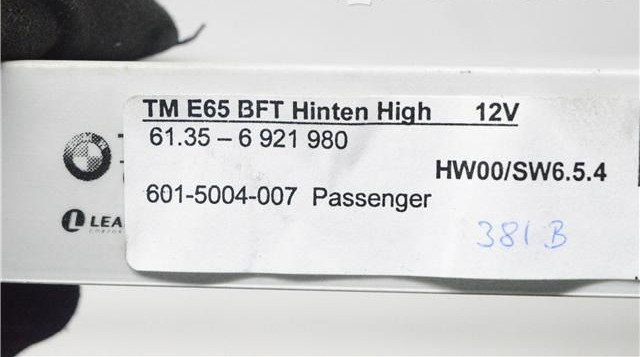 TM E65 BFT Hinten High 12V
61.35 – 6 921 980
HW00/SW6.5.4
601-5004-007 Passenger
381 B
LEA